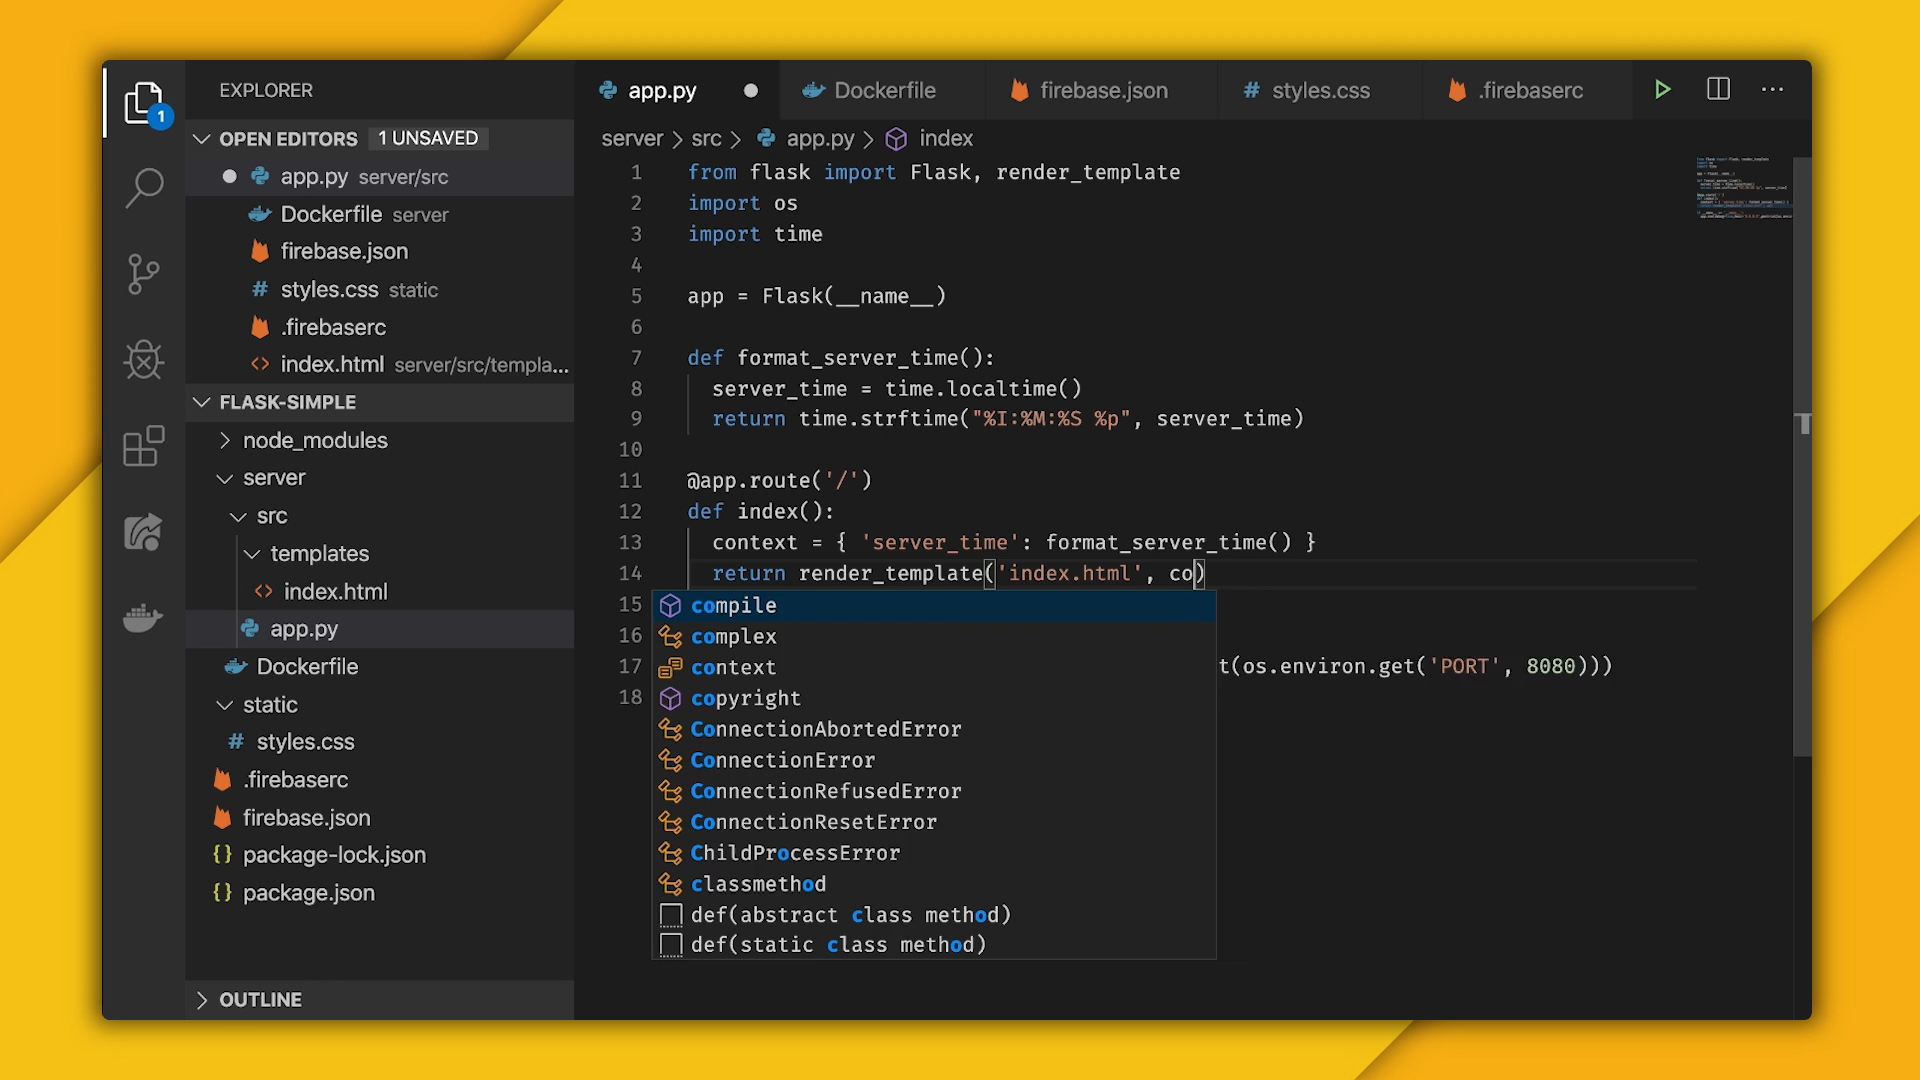 EXPLORER
1
OPEN EDITORS 1 UNSAVED
app.py server/src
Dockerfile server
firebase.json
styles.css static
.firebaserc
index.html server/src/templa...
FLASK-SIMPLE
node_modules
server
src
templates
index.html
app.py
Dockerfile
static
styles.css
.firebaserc
firebase.json
package-lock.json
package.json
OUTLINE
app.py Dockerfile firebase.json styles.css .firebaserc
server > src > app.py > index
1 from flask import Flask, render_template
2 import os
3 import time
4
5 app = Flask(__name__)
6
7 def format_server_time():
8 server_time = time.localtime()
9 return time.strftime("%I:%M:%S %p", server_time)
10
11 @app.route('/')
12 def index():
13 context = { 'server_time': format_server_time() }
14 return render_template('index.html', co)
15
16
17 t(os.environ.get('PORT', 8080)))
18
compile
complex
context
copyright
ConnectionAbortedError
ConnectionError
ConnectionRefusedError
ConnectionResetError
ChildProcessError
classmethod
def(abstract class method)
def(static class method)